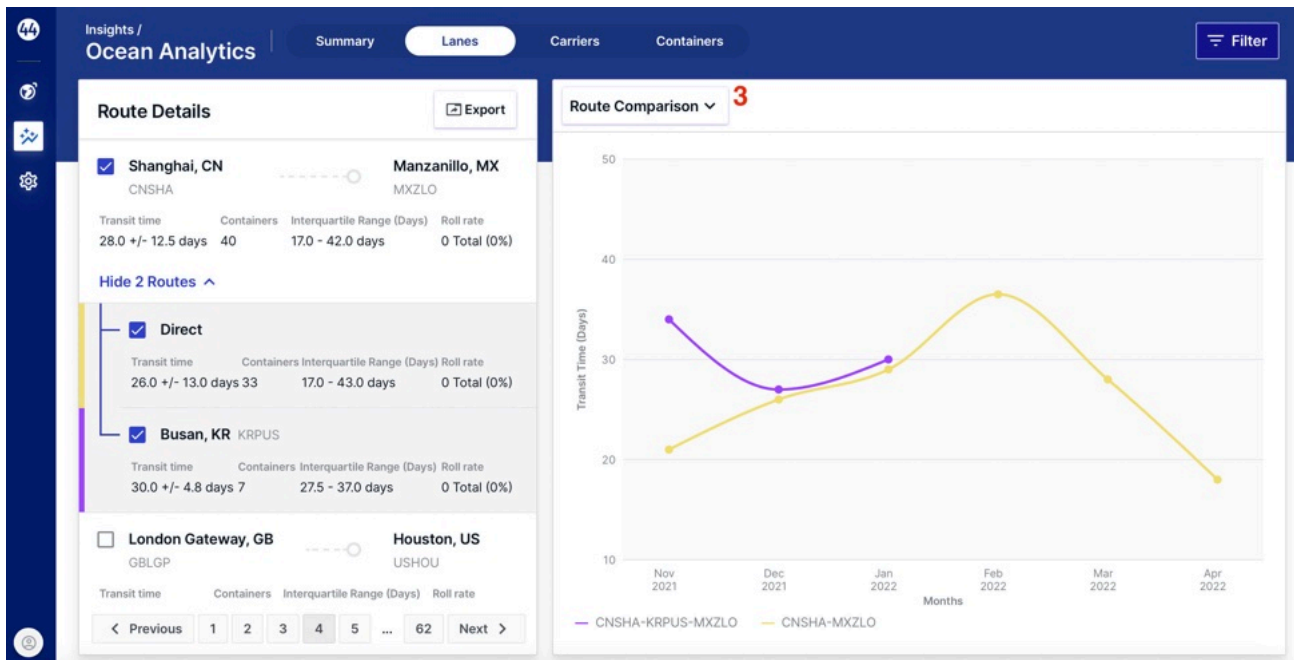 44
Insights /
Ocean Analytics
Summary Lanes Carriers Containers
Filter
Route Details
Export
Shanghai, CN Manzanillo, MX
CNSHA MXZLO
Transit time Containers Interquartile Range (Days) Roll rate
28.0 +/- 12.5 days 40 17.0 - 42.0 days 0 Total (0%)
Hide 2 Routes
Direct
Transit time Containers Interquartile Range (Days) Roll rate
26.0 +/- 13.0 days 33 17.0 - 43.0 days 0 Total (0%)
Busan, KR KRPUS
Transit time Containers Interquartile Range (Days) Roll rate
30.0 +/- 4.8 days 7 27.5 - 37.0 days 0 Total (0%)
London Gateway, GB Houston, US
GBLGP USHOU
Transit time Containers Interquartile Range (Days) Roll rate
Previous 1 2 3 4 5 ... 62 Next
Route Comparison 3
50
40
30
20
10
Transit Time (Days)
Nov Dec Jan Feb Mar Apr
2021 2021 2022 2022 2022 2022
Months
CNSHA-KRPUS-MXZLO CNSHA-MXZLO